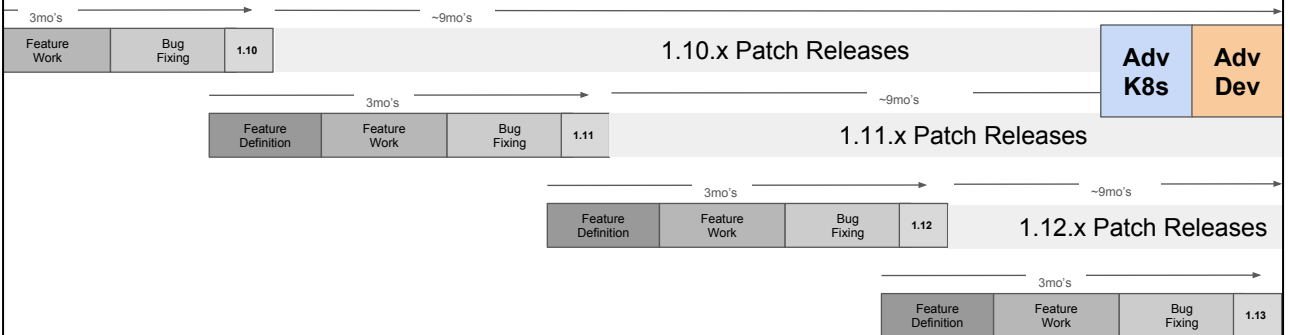 3mo's
~9mo's
Feature
Work
Bug
Fixing
1.10
1.10.x Patch Releases
Adv
K8s
Adv
Dev
3mo's
~9mo's
Feature
Definition
Feature
Work
Bug
Fixing
1.11
1.11.x Patch Releases
3mo's
~9mo's
Feature
Definition
Feature
Work
Bug
Fixing
1.12
1.12.x Patch Releases
3mo's
Feature
Definition
Feature
Work
Bug
Fixing
1.13